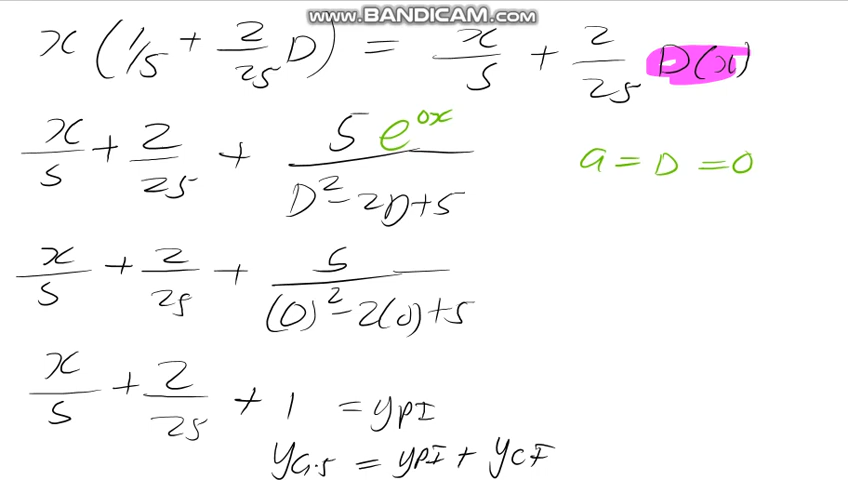 www.BANDICAM.com
x(1/5 + 2/25 D) = x/5 + 2/25 D(x)
x/5 + 2/25 + 5e^0x / D² - 2D + 5    a = D = 0
x/5 + 2/25 + 5 / (0)² - 2(0) + 5
x/5 + 2/25 + 1 = yPI
yG.S = yPI + yCF